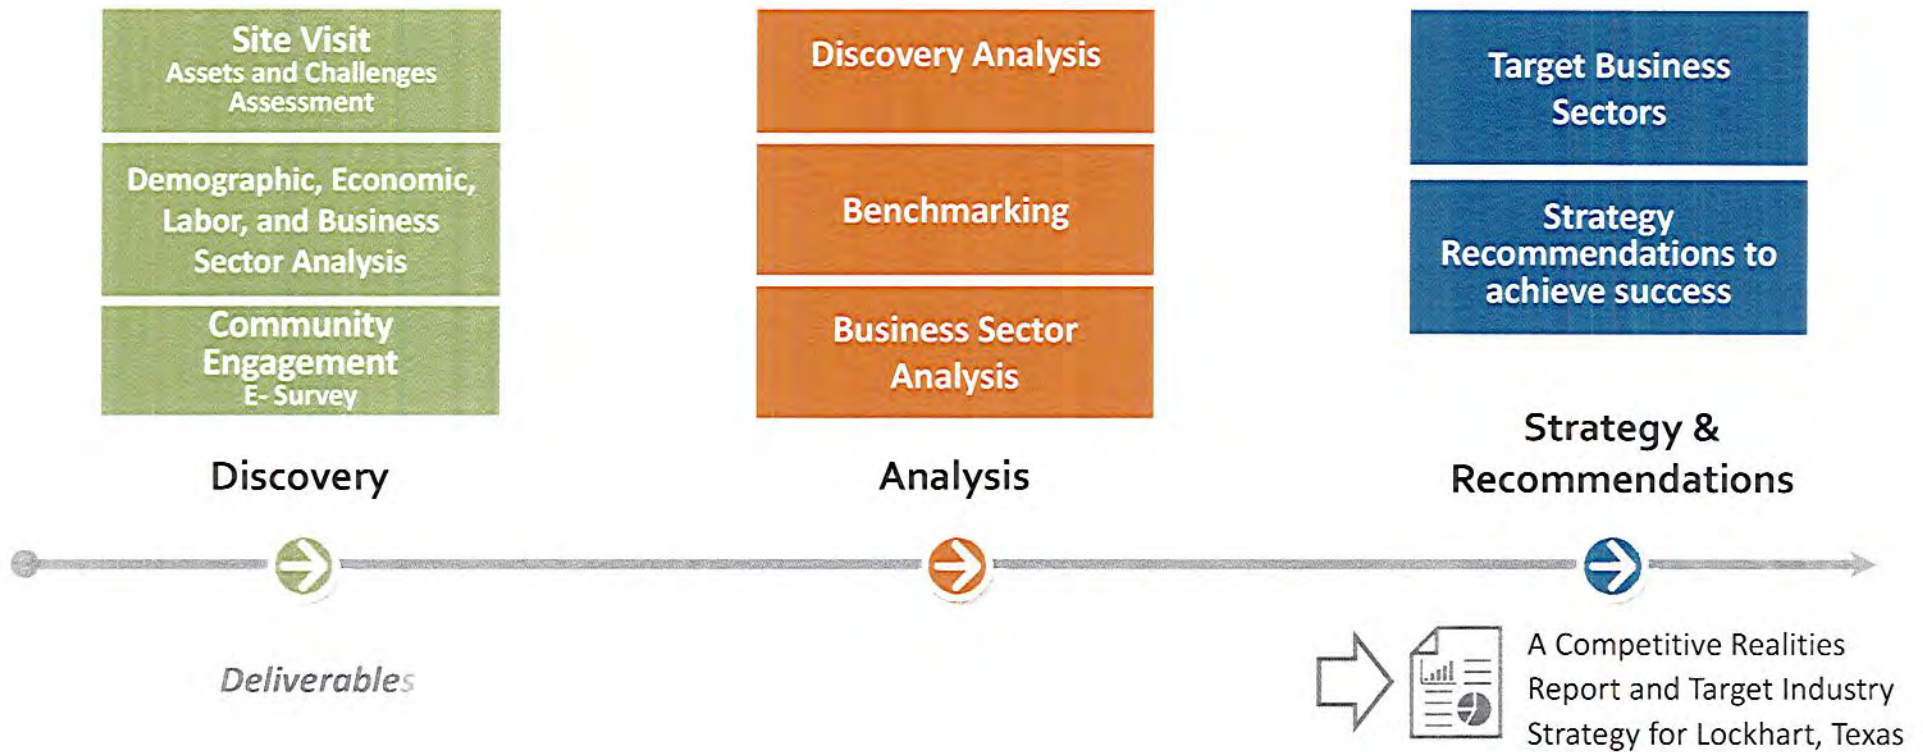 Site Visit
Assets and Challenges
Assessment
Demographic, Economic,
Labor, and Business
Sector Analysis
Community
Engagement
E- Survey
Discovery
Discovery Analysis
Benchmarking
Business Sector
Analysis
Analysis
Target Business
Sectors
Strategy
Recommendations to
achieve success
Strategy &
Recommendations
Deliverables
A Competitive Realities
Report and Target Industry
Strategy for Lockhart, Texas